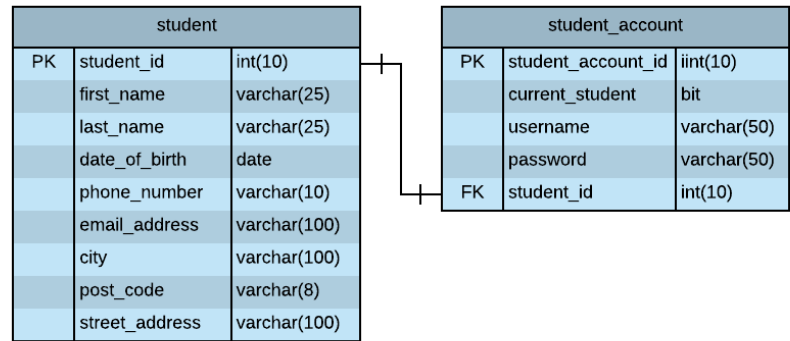 student
PK student_id int(10)
first_name varchar(25)
last_name varchar(25)
date_of_birth date
phone_number varchar(10)
email_address varchar(100)
city varchar(100)
post_code varchar(8)
street_address varchar(100)
student_account
PK student_account_id iint(10)
current_student bit
username varchar(50)
password varchar(50)
FK student_id int(10)